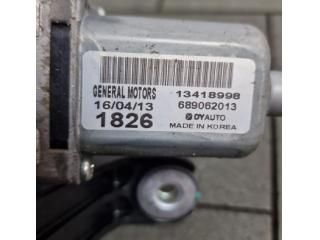 GENERAL MOTORS 13418998
16/04/13 689062013
1826 DYAUTO
MADE IN KOREA